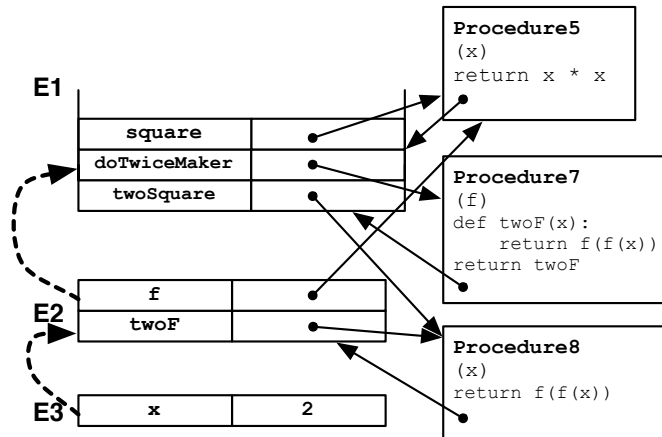 E1
square
doTwiceMaker
twoSquare
E2
f
twoF
E3
x 2
Procedure5
(x)
return x * x
Procedure7
(f)
def twoF(x):
    return f(f(x))
return twoF
Procedure8
(x)
return f(f(x))